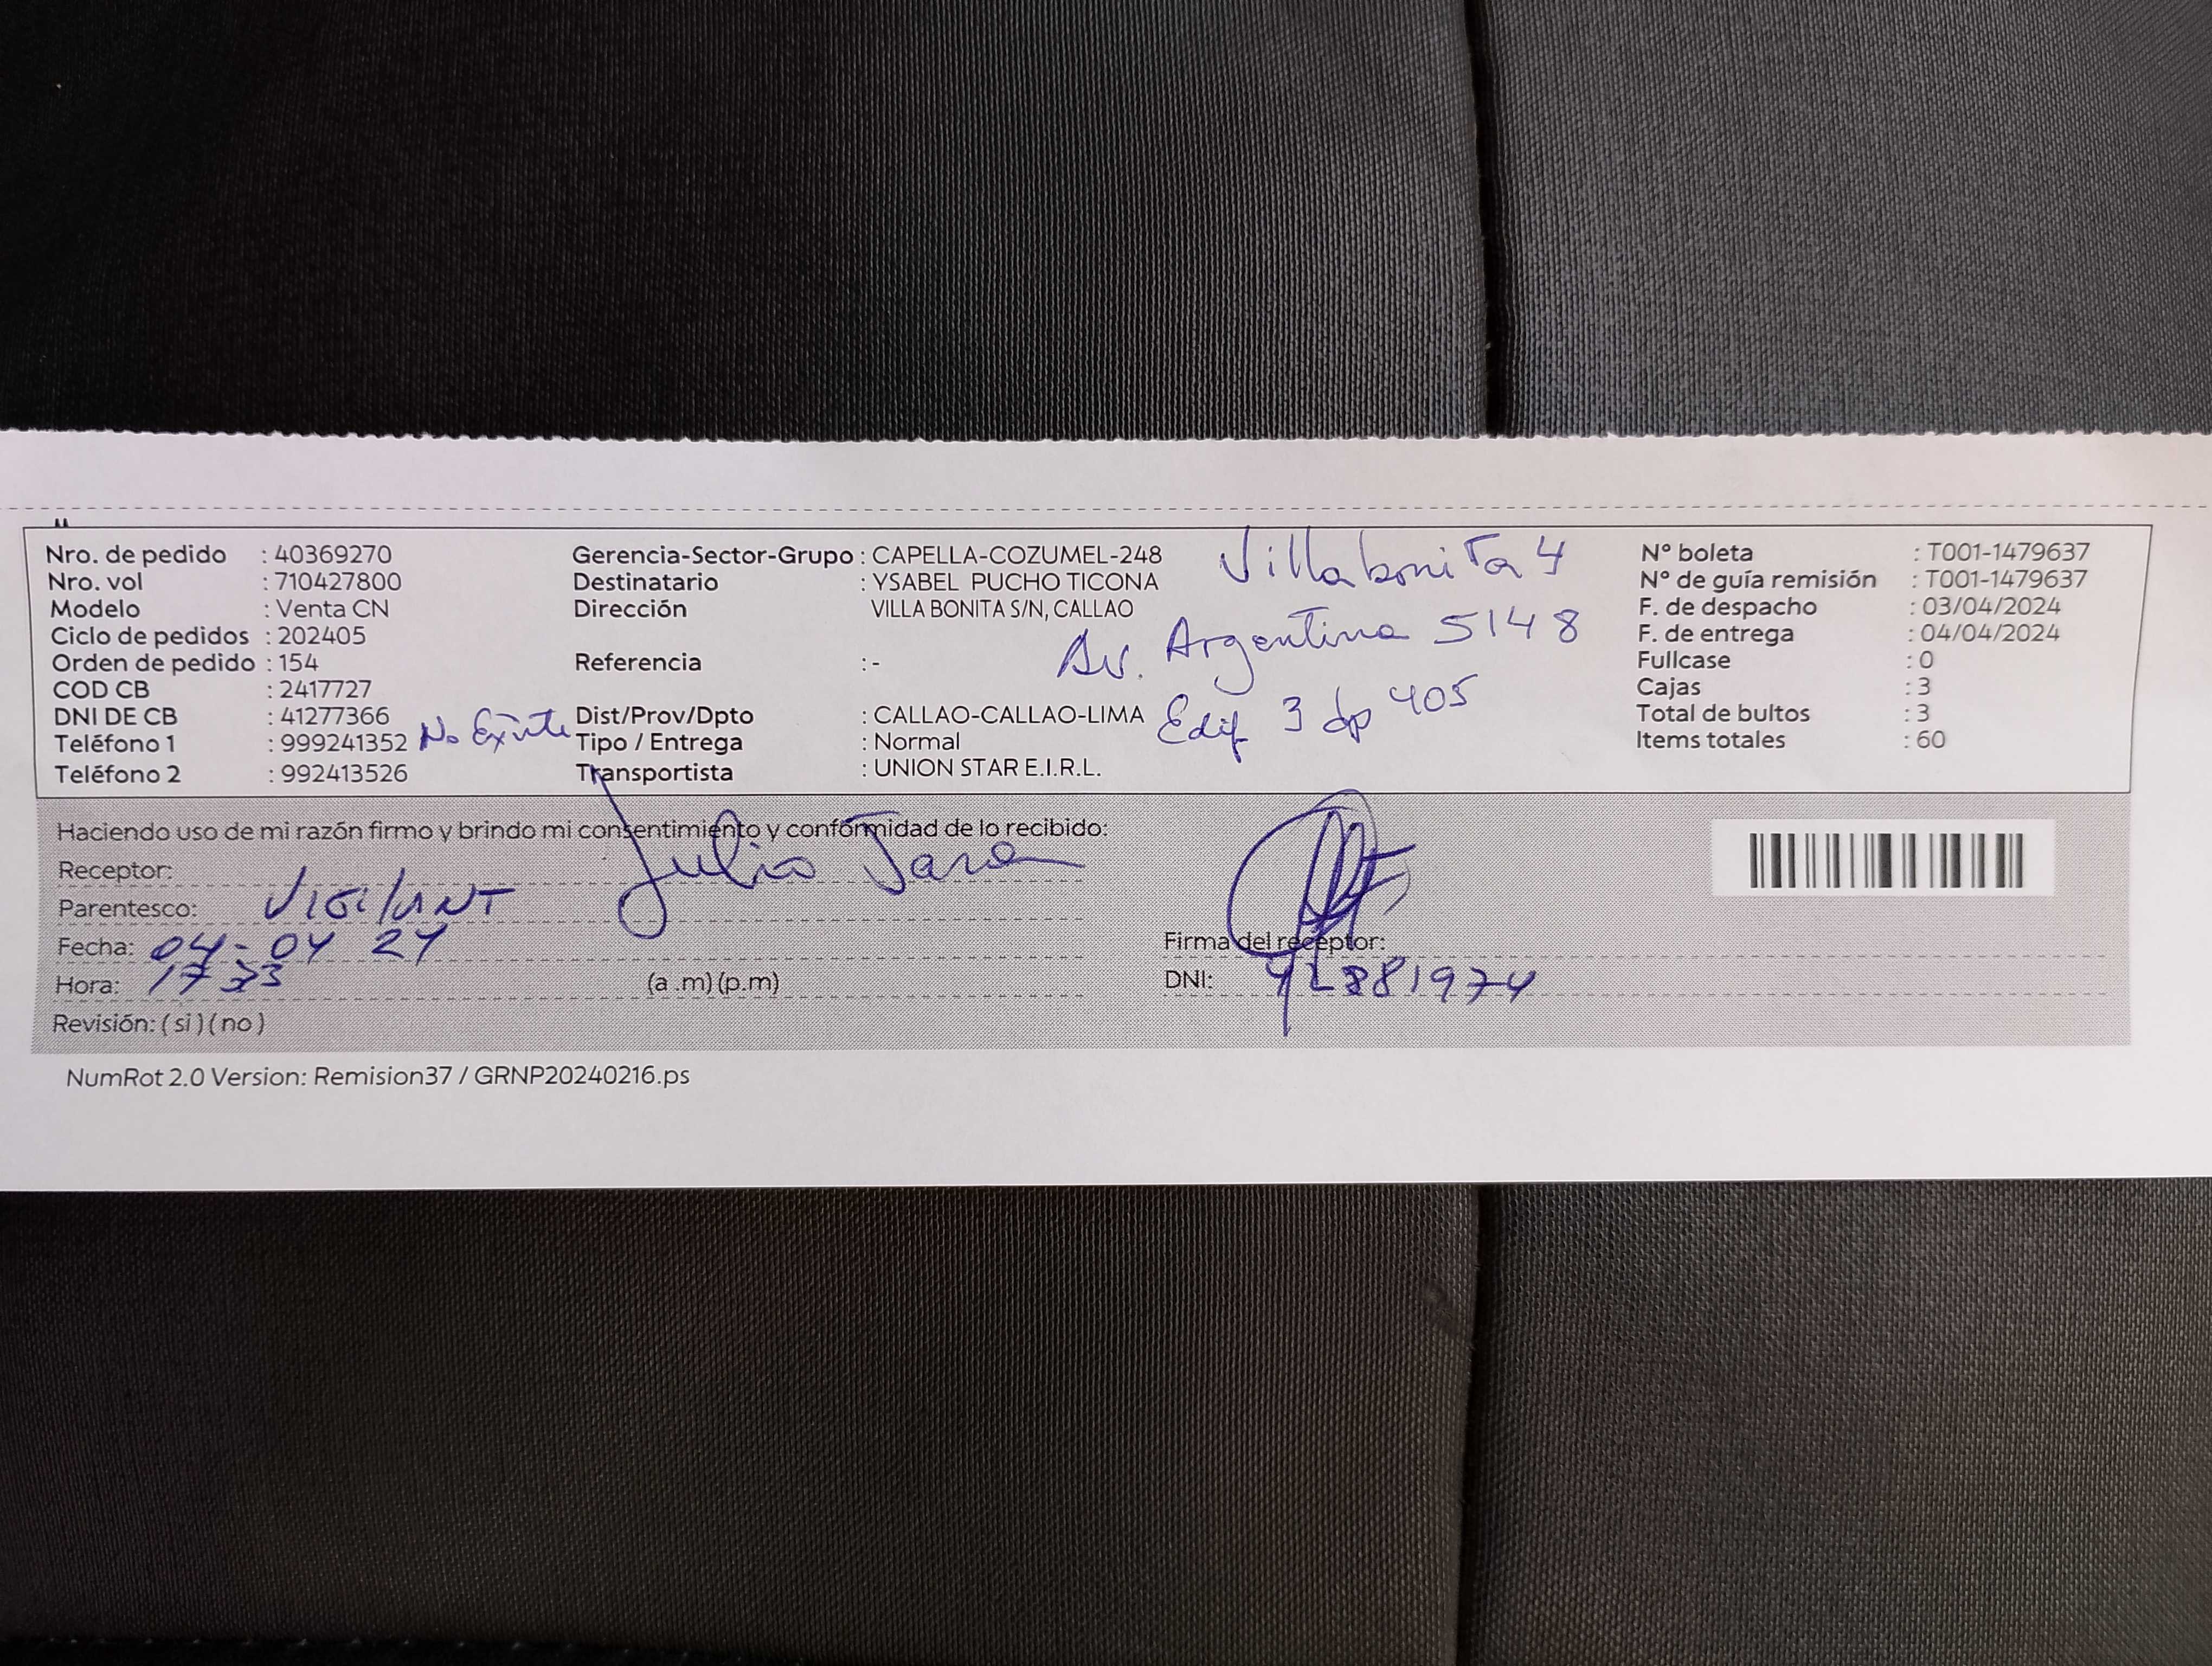 Nro. de pedido : 40369270
Nro. vol : 710427800
Modelo : Venta CN
Ciclo de pedidos : 202405
Orden de pedido : 154
COD CB : 2417727
DNI DE CB : 41277366
Teléfono 1 : 999241352 No Existe
Teléfono 2 : 992413526
Gerencia-Sector-Grupo : CAPELLA-COZUMEL-248
Destinatario : YSABEL PUCHO TICONA
Dirección VILLA BONITA S/N, CALLAO
Referencia : -
Dist/Prov/Dpto : CALLAO-CALLAO-LIMA
Tipo / Entrega : Normal
Transportista : UNION STAR E.I.R.L.
Villa bonita 4
Av. Argentina 5148
Edif 3 dp 405
N° boleta : T001-1479637
N° de guía remisión : T001-1479637
F. de despacho : 03/04/2024
F. de entrega : 04/04/2024
Fullcase : 0
Cajas : 3
Total de bultos : 3
Items totales : 60
Haciendo uso de mi razón firmo y brindo mi consentimiento y conformidad de lo recibido:
Receptor: Julio Jara
Parentesco: VIGILANT
Fecha: 04-04 24
Hora: 17 33 (a .m) (p.m)
Revisión: ( si ) ( no )
Firma del receptor:
DNI:
NumRot 2.0 Version: Remision37 / GRNP20240216.ps